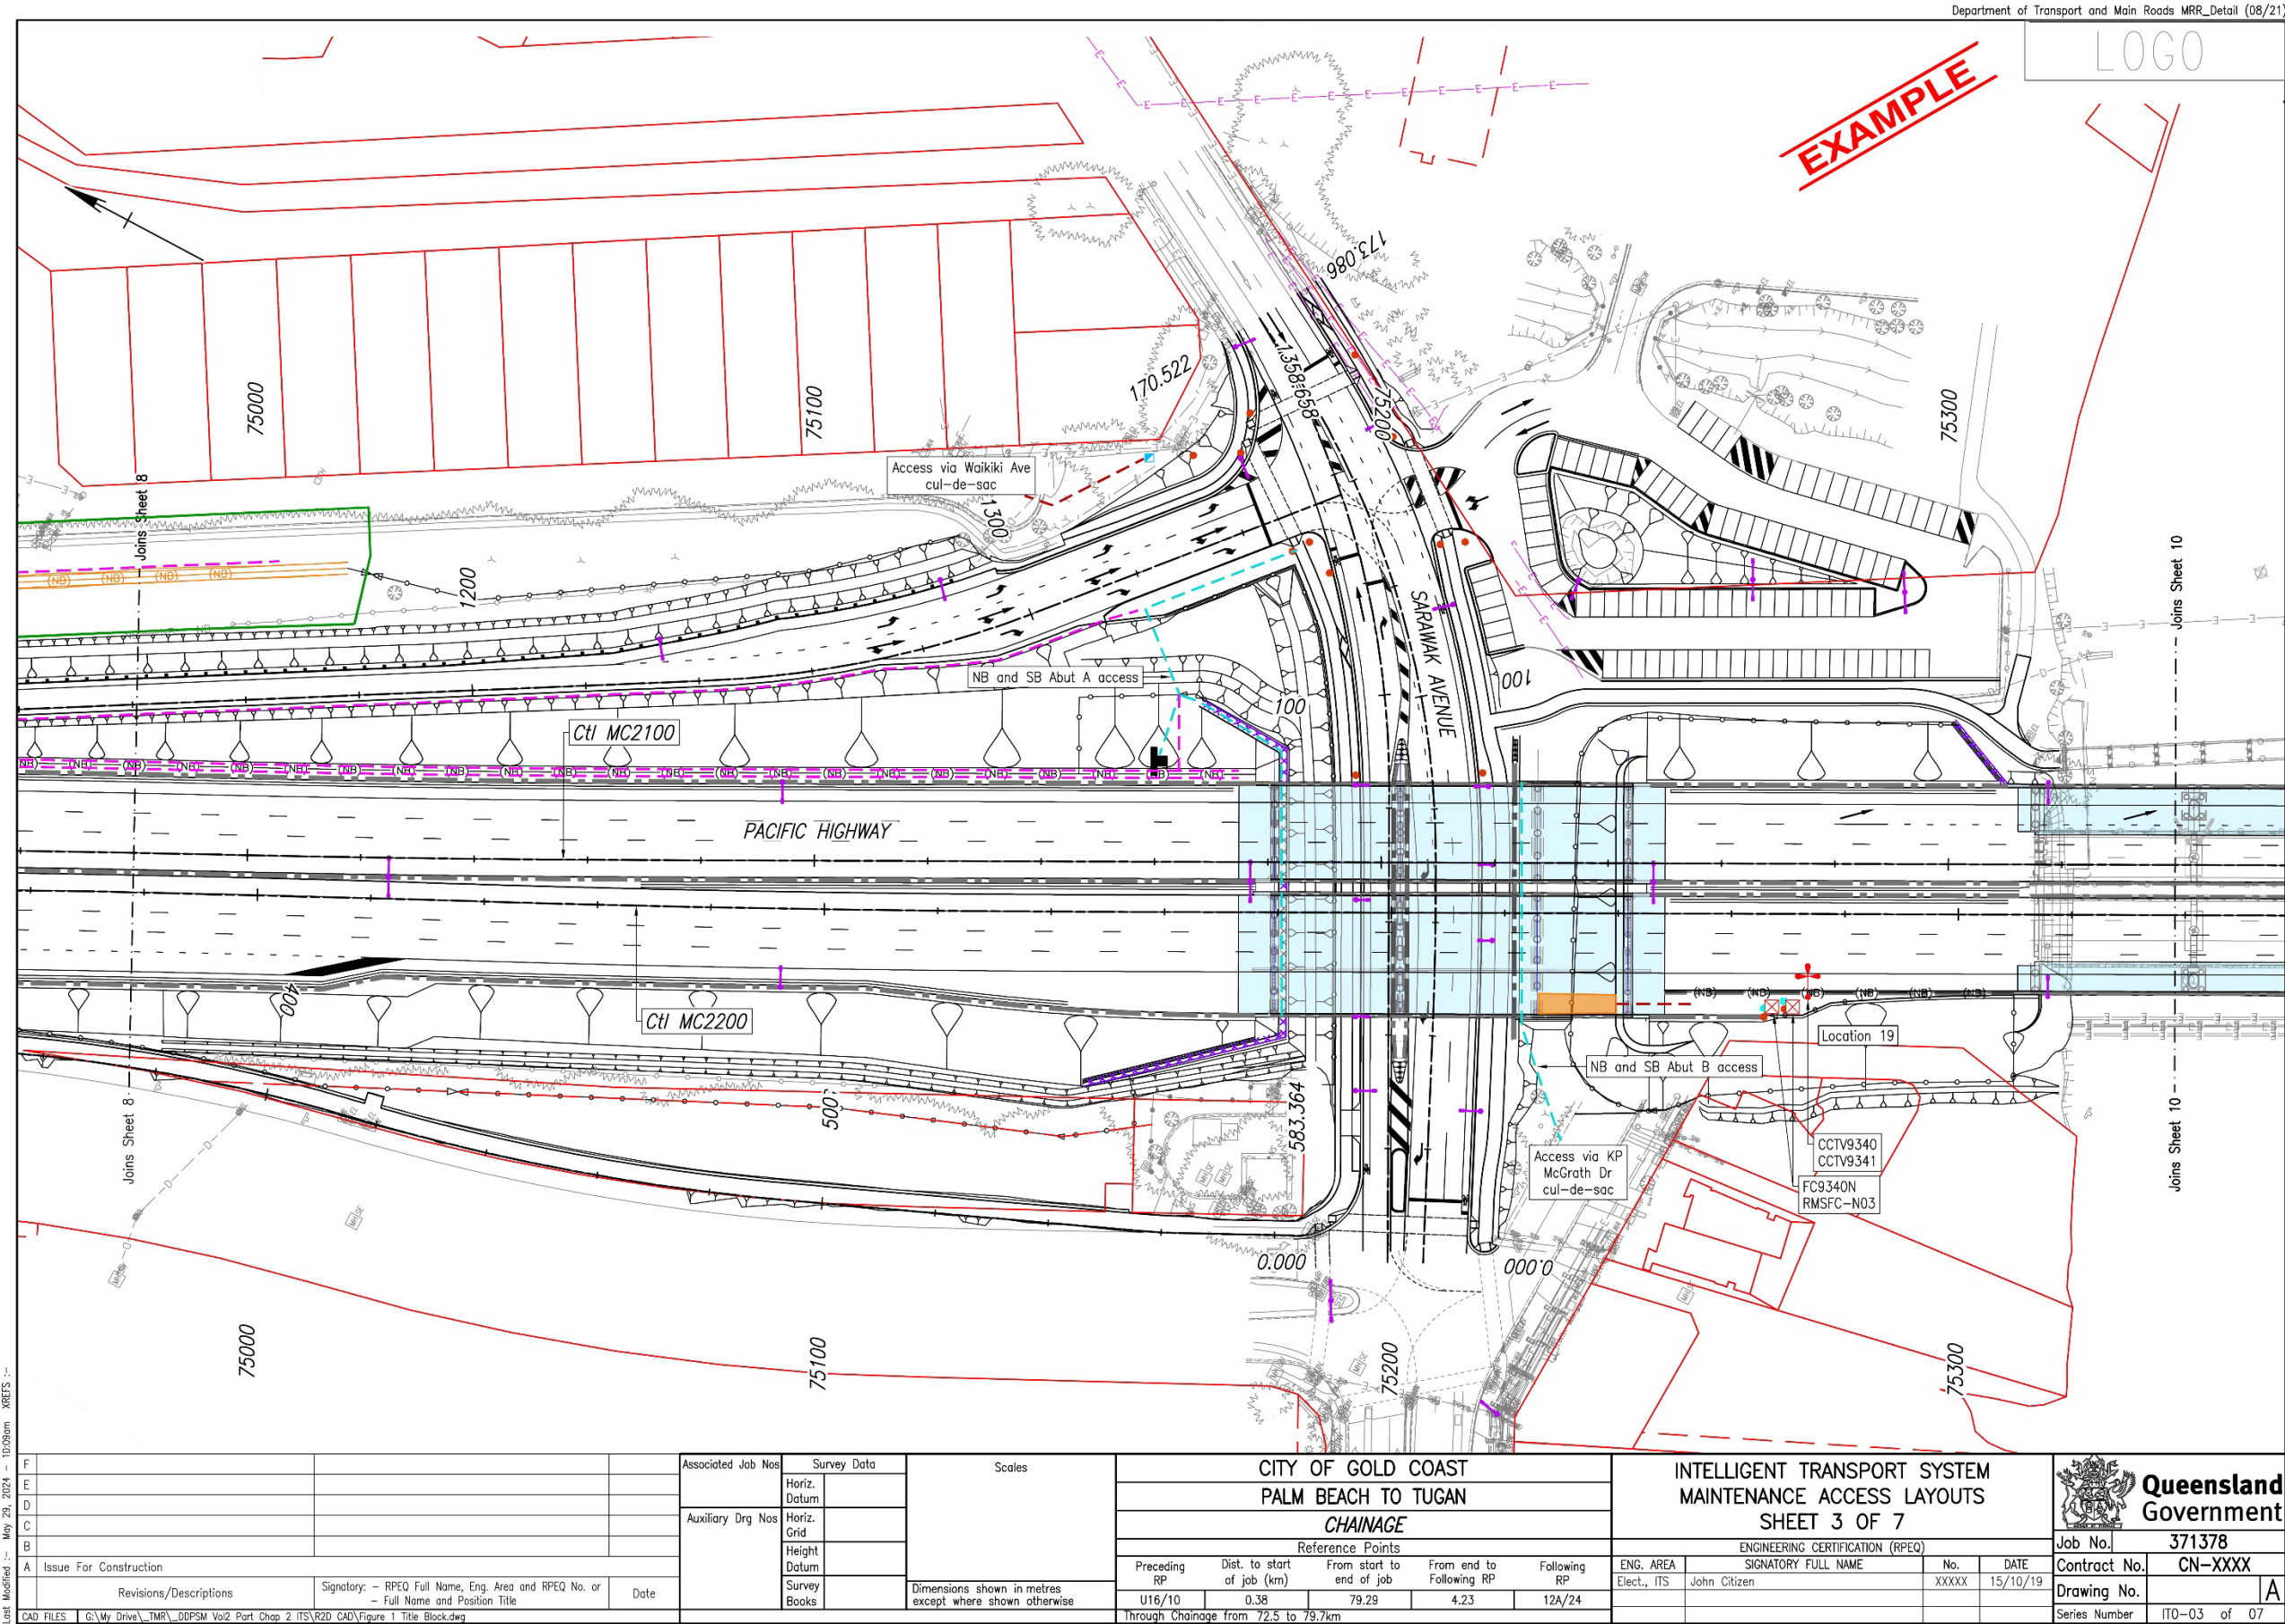 Department of Transport and Main Roads MRR_Detail (08/21)
LOGO
EXAMPLE
173.086
170.522
1.358:658
75000
75100
75200
75300
Joins Sheet 8
Access via Waikiki Ave
cul-de-sac
1300
1200
Joins Sheet 10
SARAWAK AVENUE
100
NB and SB Abut A access
100
Ctl MC2100
PACIFIC HIGHWAY
400
Ctl MC2200
Location 19
NB and SB Abut B access
500
583.364
Joins Sheet 8
Joins Sheet 10
CCTV9340
CCTV9341
Access via KP
McGrath Dr
cul-de-sac
FC9340N
RMSFC-N03
0.000
0.000
75000
75100
75200
75300
Last Modified :- May 29, 2024 - 10:09am XREFS :-
F
E
D
C
B
A Issue For Construction
Revisions/Descriptions
Signatory: - RPEQ Full Name, Eng. Area and RPEQ No. or
- Full Name and Position Title
Date
CAD FILES G:\My Drive\_TMR\_DDPSM Vol2 Part Chap 2 ITS\R2D CAD\Figure 1 Title Block.dwg
Associated Job Nos
Auxiliary Drg Nos
Survey Data
Horiz.
Datum
Horiz.
Grid
Height
Datum
Survey
Books
Scales
Dimensions shown in metres
except where shown otherwise
CITY OF GOLD COAST
PALM BEACH TO TUGAN
CHAINAGE
Reference Points
Preceding RP Dist. to start of job (km) From start to end of job From end to Following RP Following RP
U16/10 0.38 79.29 4.23 12A/24
Through Chainage from 72.5 to 79.7km
INTELLIGENT TRANSPORT SYSTEM
MAINTENANCE ACCESS LAYOUTS
SHEET 3 OF 7
ENGINEERING CERTIFICATION (RPEQ)
ENG. AREA SIGNATORY FULL NAME No. DATE
Elect., ITS John Citizen XXXXX 15/10/19
Queensland
Government
Job No. 371378
Contract No. CN-XXXX
Drawing No. A
Series Number ITO-03 of 07